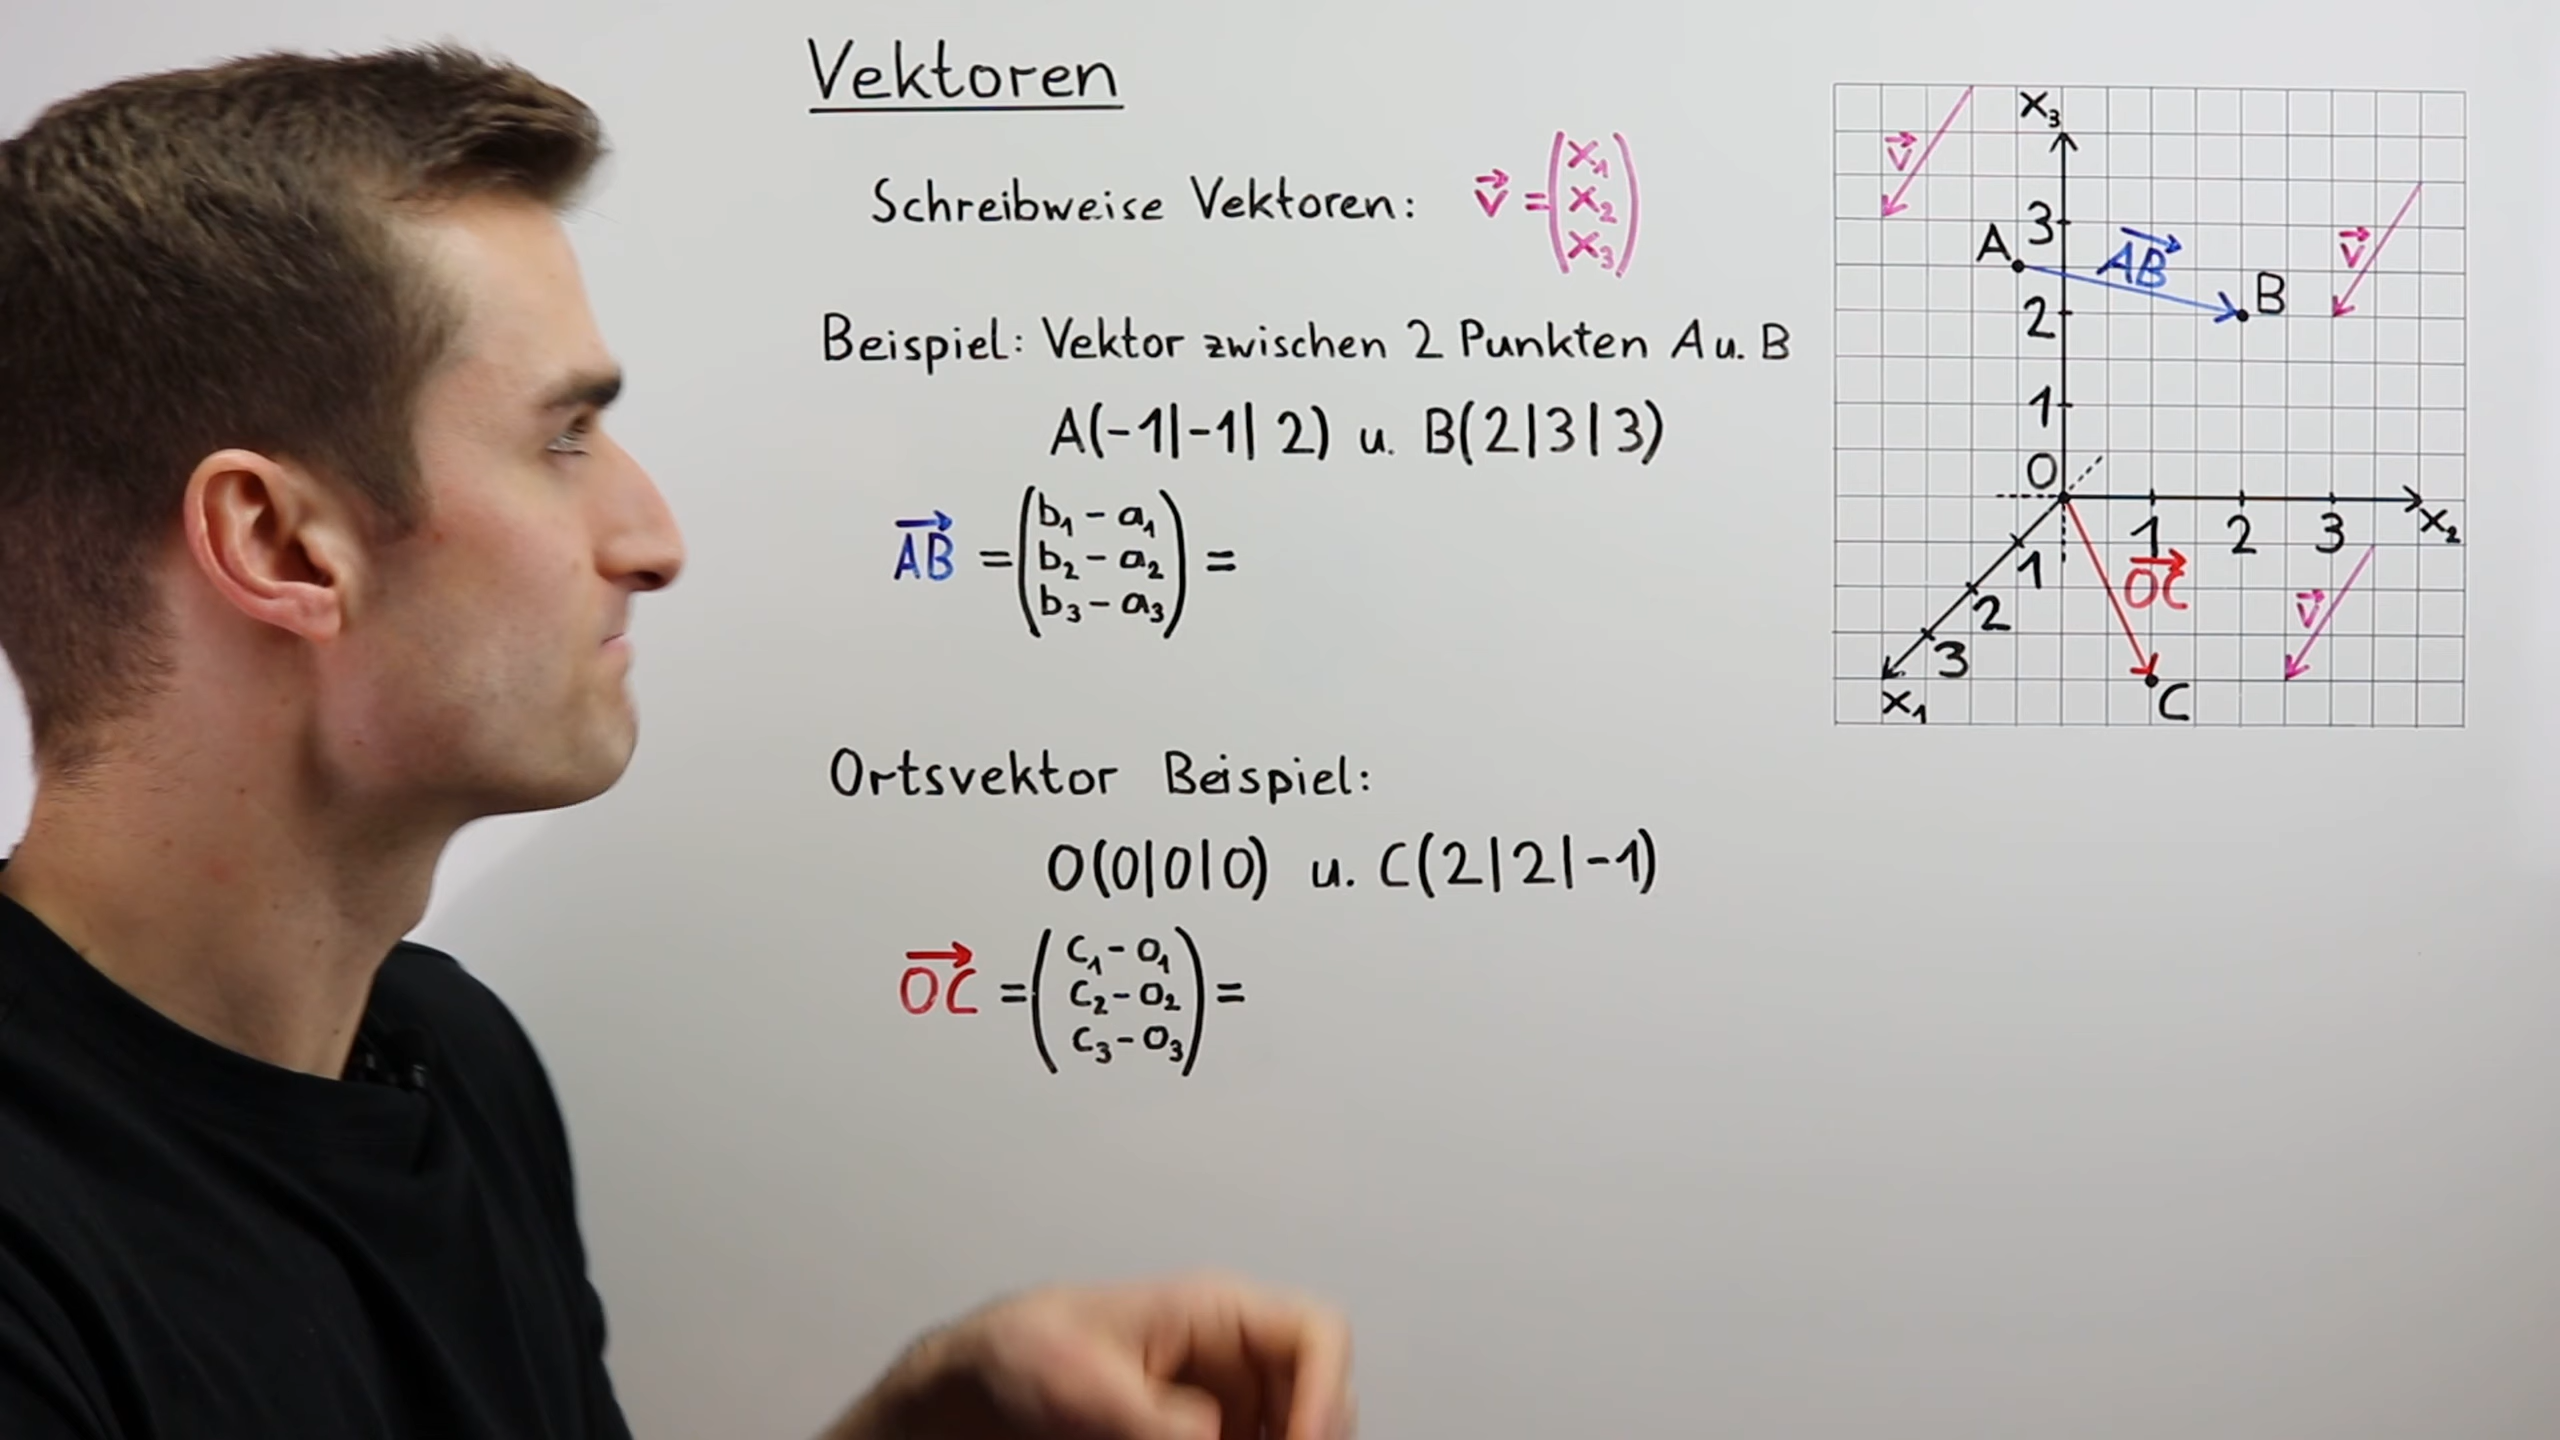 Vektoren
Schreibweise Vektoren: v⃗ = (x₁ x₂ x₃)
Beispiel: Vektor zwischen 2 Punkten A u. B
A(-1|-1|2) u. B(2|3|3)
AB⃗ = (b₁ - a₁
b₂ - a₂
b₃ - a₃) =
Ortsvektor Beispiel:
O(0|0|0) u. C(2|2|-1)
OC⃗ = (c₁ - o₁
c₂ - o₂
c₃ - o₃) =
x₃
v⃗
3
A
AB⃗
B
v⃗
2
1
0
1 2 3 x₂
1
OC⃗
v⃗
2
3
x₁
C